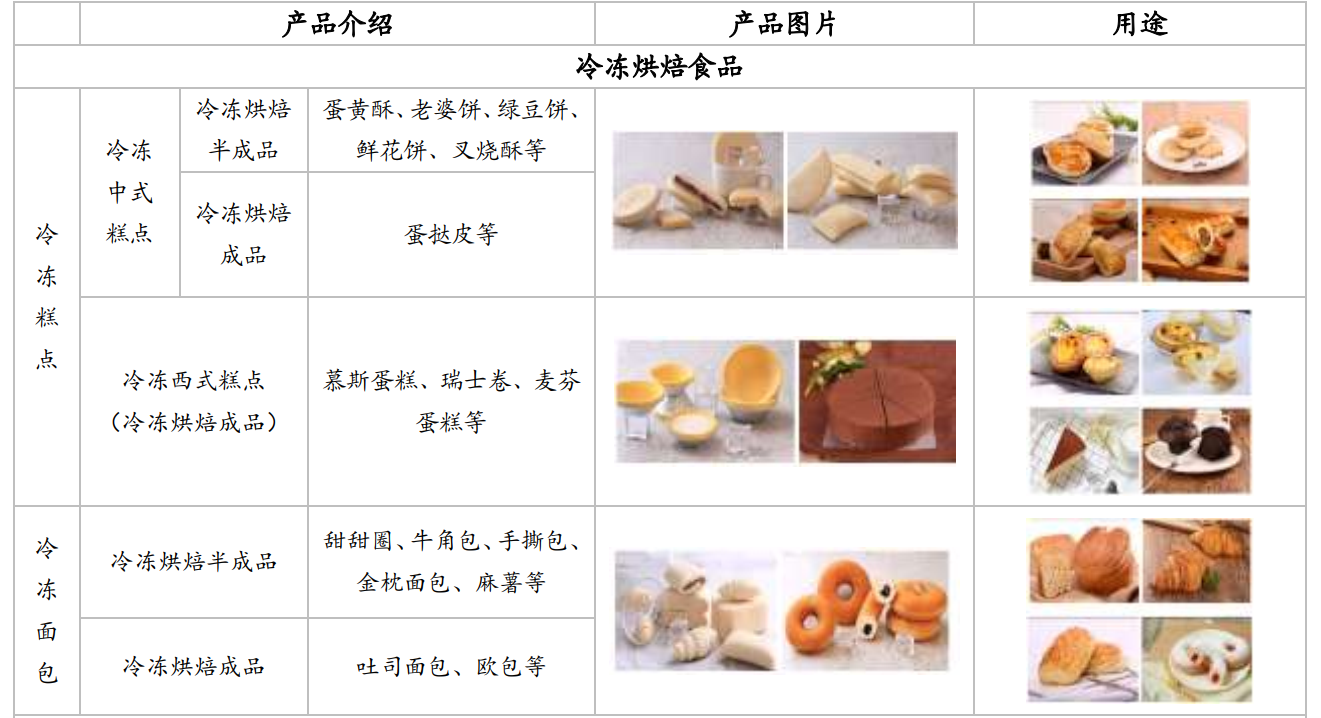 产品介绍 产品图片 用途
冷冻烘焙食品
冷
冻
糕
点
冷冻
中式
糕点
冷冻烘焙
半成品
蛋黄酥、老婆饼、绿豆饼、
鲜花饼、叉烧酥等
冷冻烘焙
成品
蛋挞皮等
冷冻西式糕点
（冷冻烘焙成品）
慕斯蛋糕、瑞士卷、麦芬
蛋糕等
冷
冻
面
包
冷冻烘焙半成品
甜甜圈、牛角包、手撕包、
金枕面包、麻薯等
冷冻烘焙成品
吐司面包、欧包等